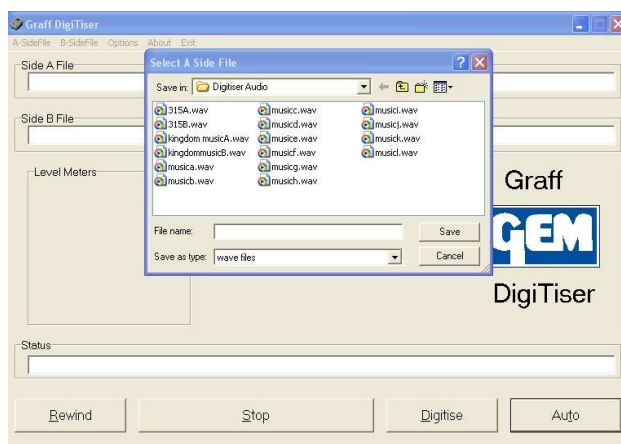 Graff DigiTiser
A-SideFile B-SideFile Options About Exit
Side A File
Select A Side File
Save in: Digitiser Audio
315A.wav
315B.wav
kingdom musicA.wav
kingdommusicB.wav
musica.wav
musicb.wav
musicc.wav
musicd.wav
musice.wav
musicf.wav
musicg.wav
musich.wav
musici.wav
musicj.wav
musick.wav
musicl.wav
File name:
Save
Save as type: wave files
Cancel
Side B File
Level Meters
Graff
GEM
DigiTiser
Status
Rewind Stop Digitise Auto